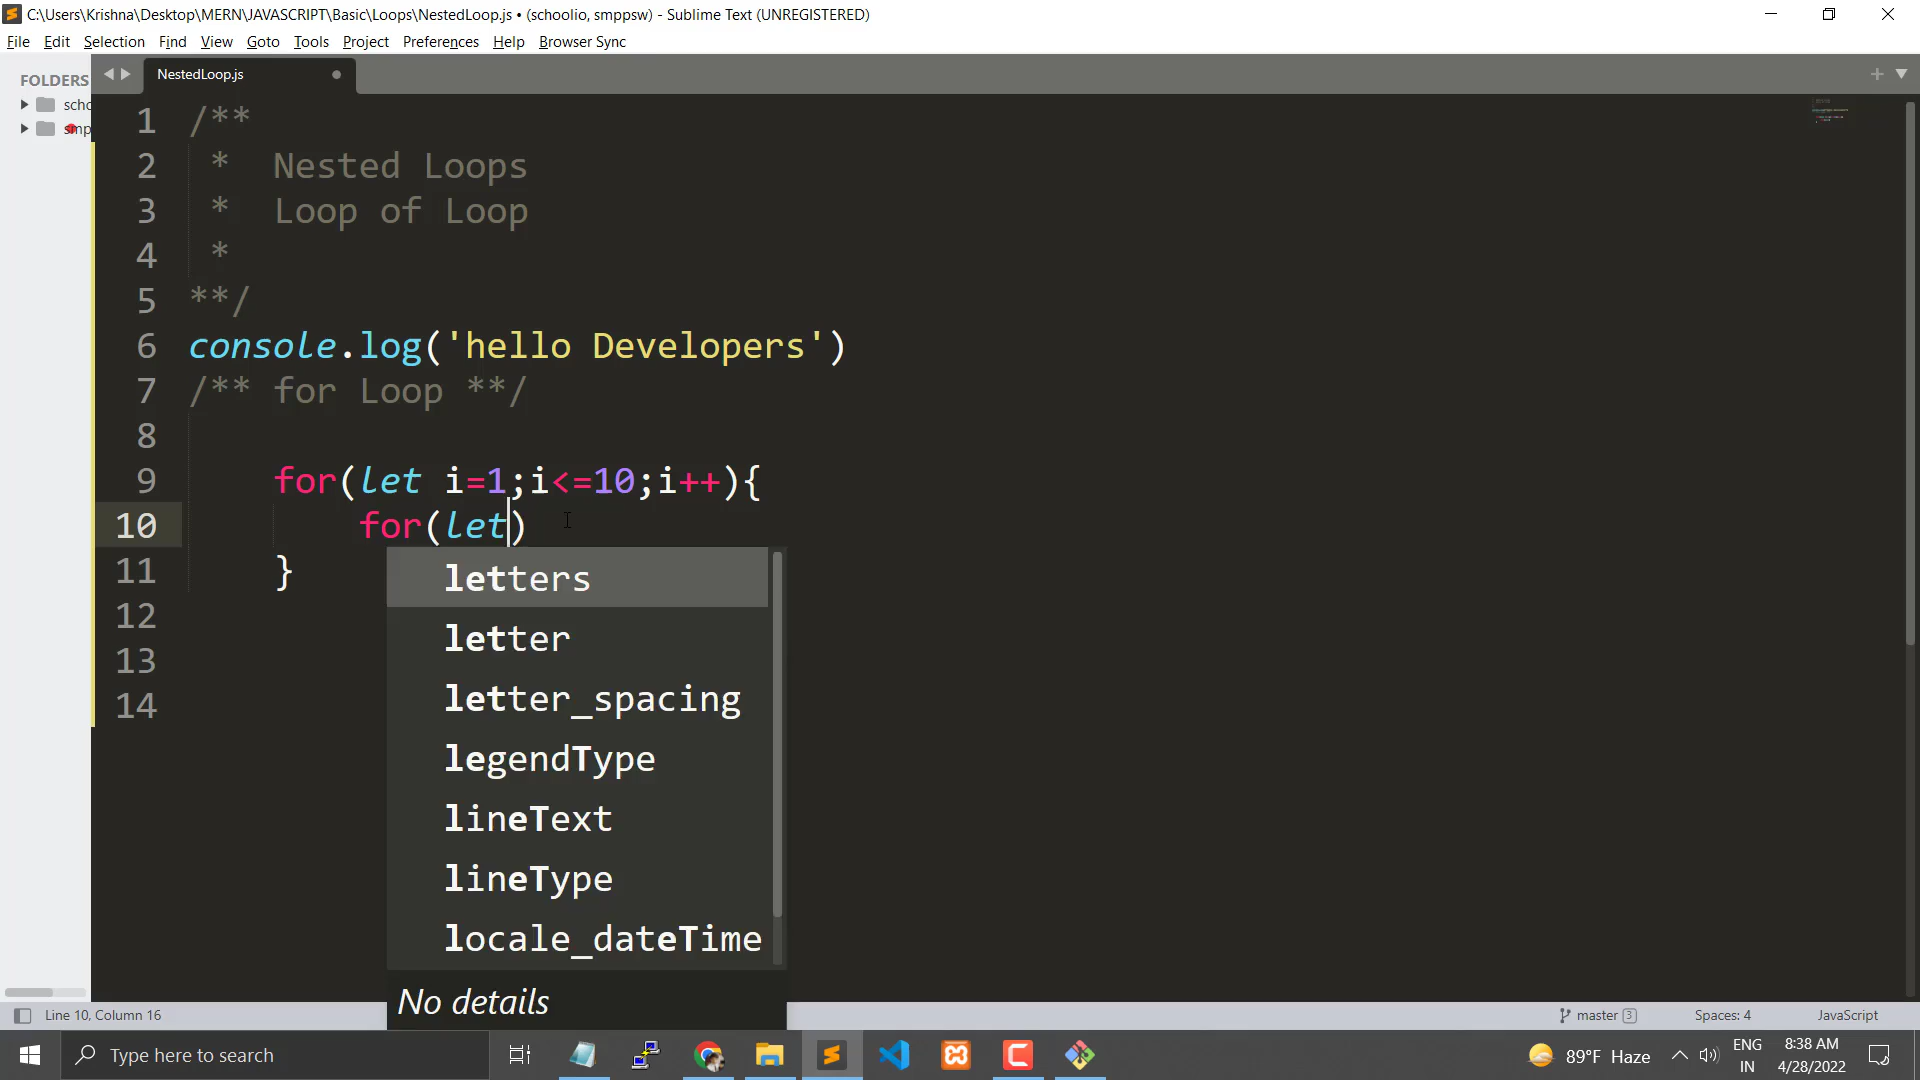 C:\Users\Krishna\Desktop\MERN\JAVASCRIPT\Basic\Loops\NestedLoop.js • (schoolio, smppsw) - Sublime Text (UNREGISTERED)
File Edit Selection Find View Goto Tools Project Preferences Help Browser Sync
FOLDERS
scho
smp
NestedLoop.js
1 /**
2 * Nested Loops
3 * Loop of Loop
4 *
5 **/
6 console.log('hello Developers')
7 /** for Loop **/
8
9 for(let i=1;i<=10;i++){
10 for(let)
11 }
12
13
14
letters
letter
letter_spacing
legendType
lineText
lineType
locale_dateTime
No details
Line 10, Column 16
master 3
Spaces: 4
JavaScript
Type here to search
89°F Haze
ENG
IN
8:38 AM
4/28/2022